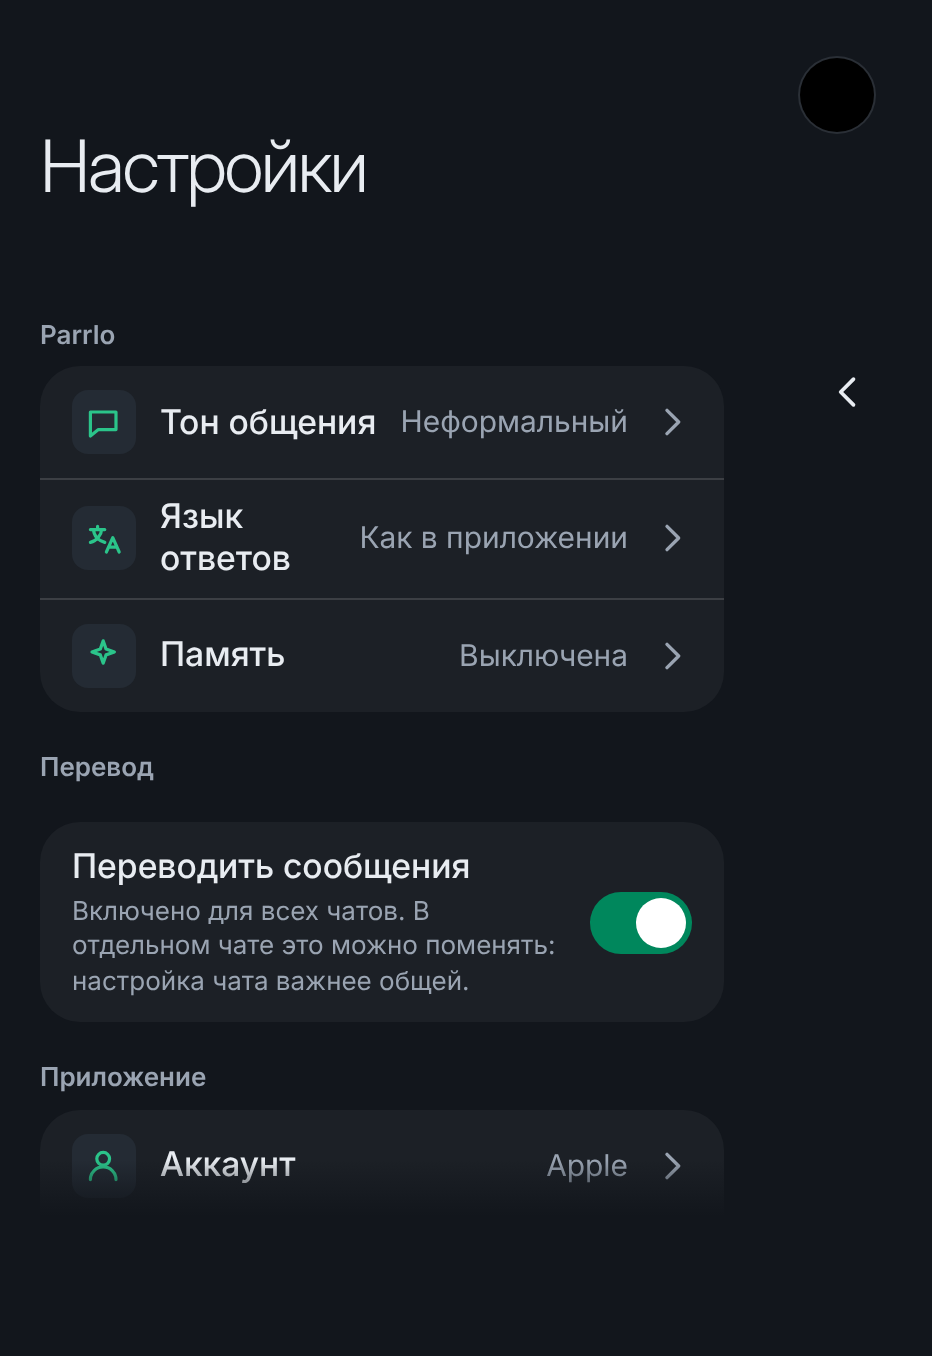 Настройки
Parrlo
Тон общения Неформальный
Язык
ответов
Как в приложении
Память Выключена
Перевод
Переводить сообщения
Включено для всех чатов. В
отдельном чате это можно поменять:
настройка чата важнее общей.
Приложение
Аккаунт Apple